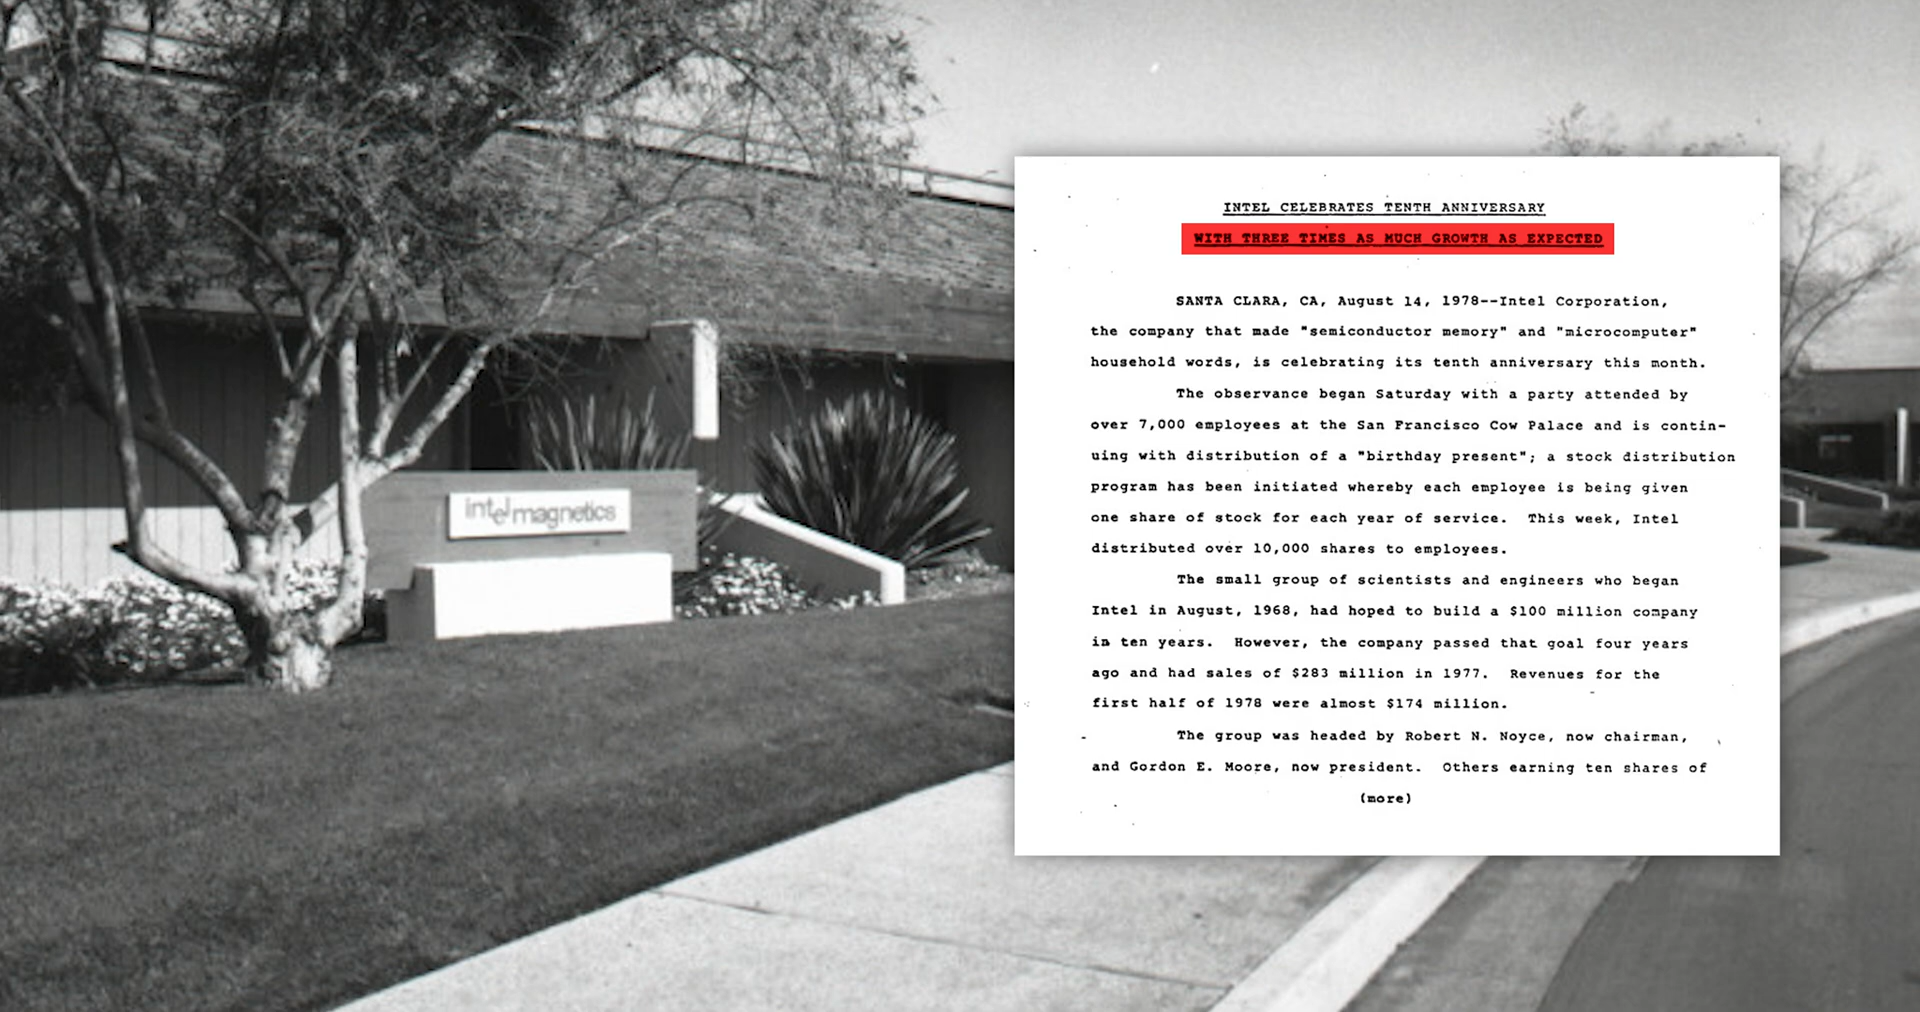 intel magnetics
INTEL CELEBRATES TENTH ANNIVERSARY
WITH THREE TIMES AS MUCH GROWTH AS EXPECTED
SANTA CLARA, CA, August 14, 1978--Intel Corporation,
the company that made "semiconductor memory" and "microcomputer"
household words, is celebrating its tenth anniversary this month.
The observance began Saturday with a party attended by
over 7,000 employees at the San Francisco Cow Palace and is contin-
uing with distribution of a "birthday present"; a stock distribution
program has been initiated whereby each employee is being given
one share of stock for each year of service. This week, Intel
distributed over 10,000 shares to employees.
The small group of scientists and engineers who began
Intel in August, 1968, had hoped to build a $100 million company
in ten years. However, the company passed that goal four years
ago and had sales of $283 million in 1977. Revenues for the
first half of 1978 were almost $174 million.
The group was headed by Robert N. Noyce, now chairman,
and Gordon E. Moore, now president. Others earning ten shares of
(more)